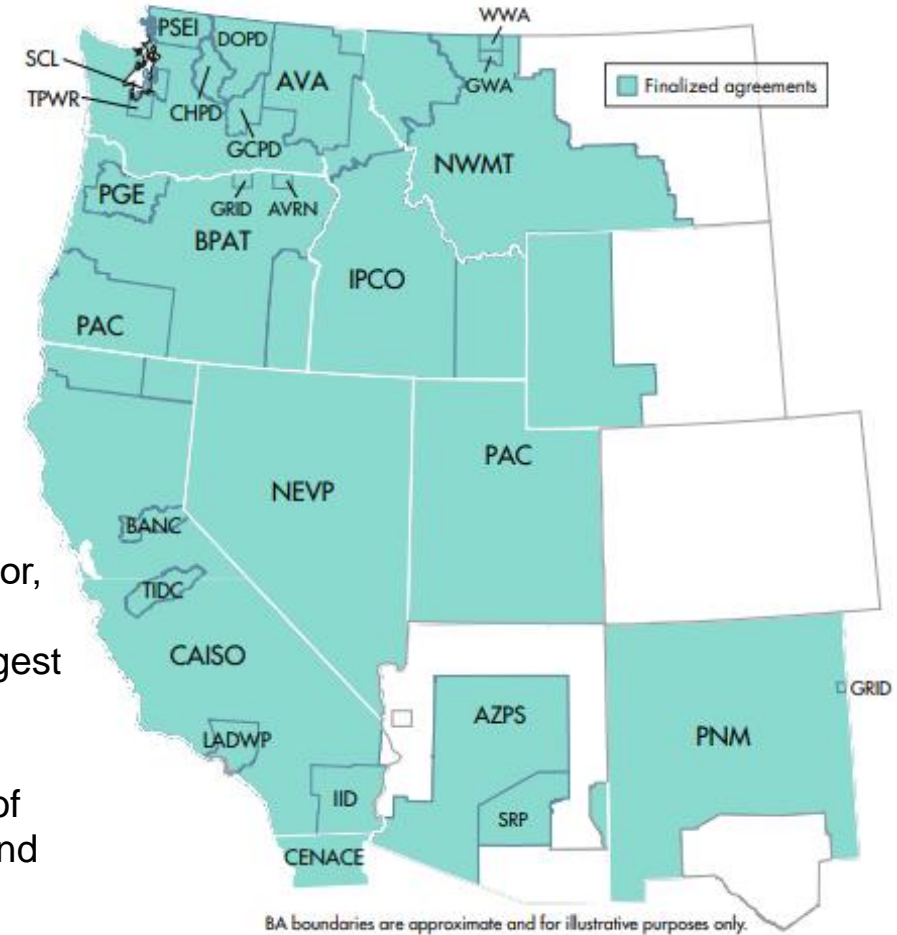 WWA
PSEI
DOPD
SCL
AVA
GWA
Finalized agreements
TPWR
CHPD
GCPD
NWMT
PGE
GRID
AVRN
BPAT
IPCO
PAC
PAC
NEVP
BANC
or,
TIDC
CAISO
gest
GRID
AZPS
PNM
LADWP
IID
of
SRP
nd
CENACE
BA boundaries are approximate and for illustrative purposes only.